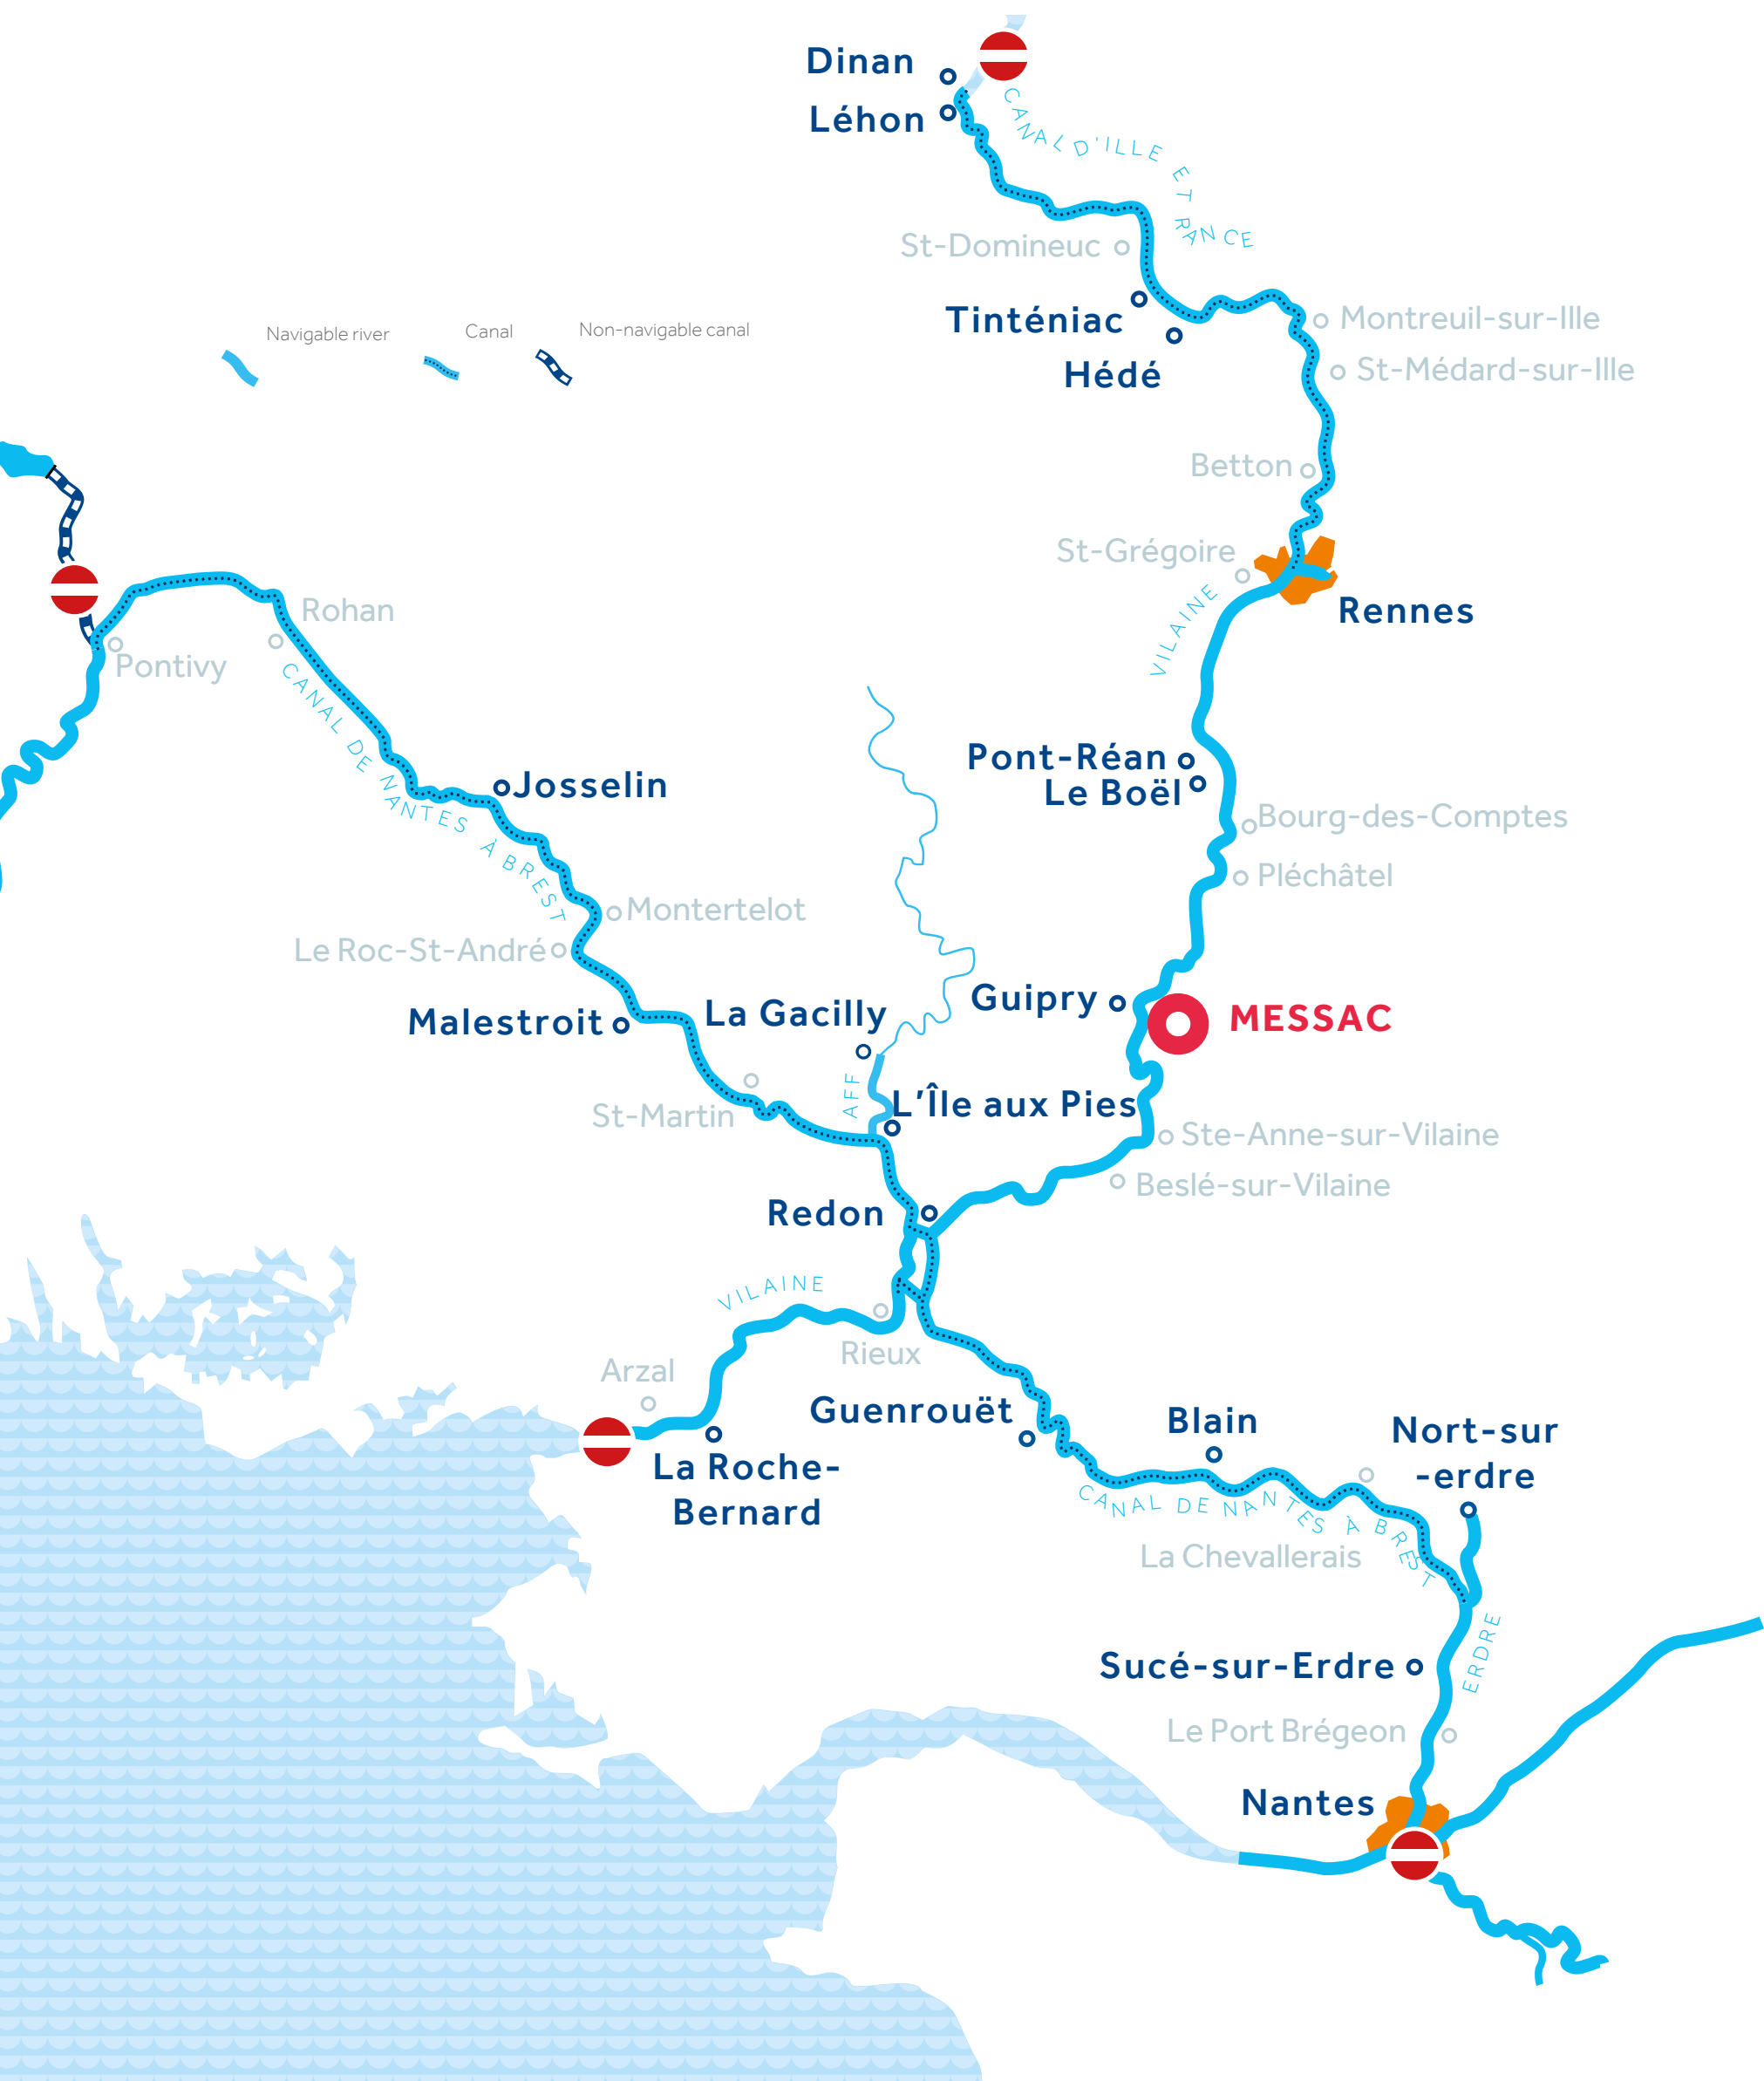 Dinan
Léhon
CANAL D'ILLE ET RANCE
St-Domineuc
Tinténiac
Hédé
Montreuil-sur-Ille
St-Médard-sur-Ille
Navigable river
Canal
Non-navigable canal
Betton
St-Grégoire
Rennes
VILAINE
Rohan
Pontivy
CANAL DE NANTES À BREST
Josselin
Pont-Réan
Le Boël
Bourg-des-Comptes
Pléchâtel
Montertelot
Le Roc-St-André
Malestroit
La Gacilly
Guipry
MESSAC
AFF
L'Île aux Pies
St-Martin
Ste-Anne-sur-Vilaine
Beslé-sur-Vilaine
Redon
VILAINE
Rieux
Arzal
La Roche-
Bernard
Guenrouët
Blain
Nort-sur
-erdre
CANAL DE NANTES À BREST
La Chevallerais
ERDRE
Sucé-sur-Erdre
Le Port Brégeon
Nantes